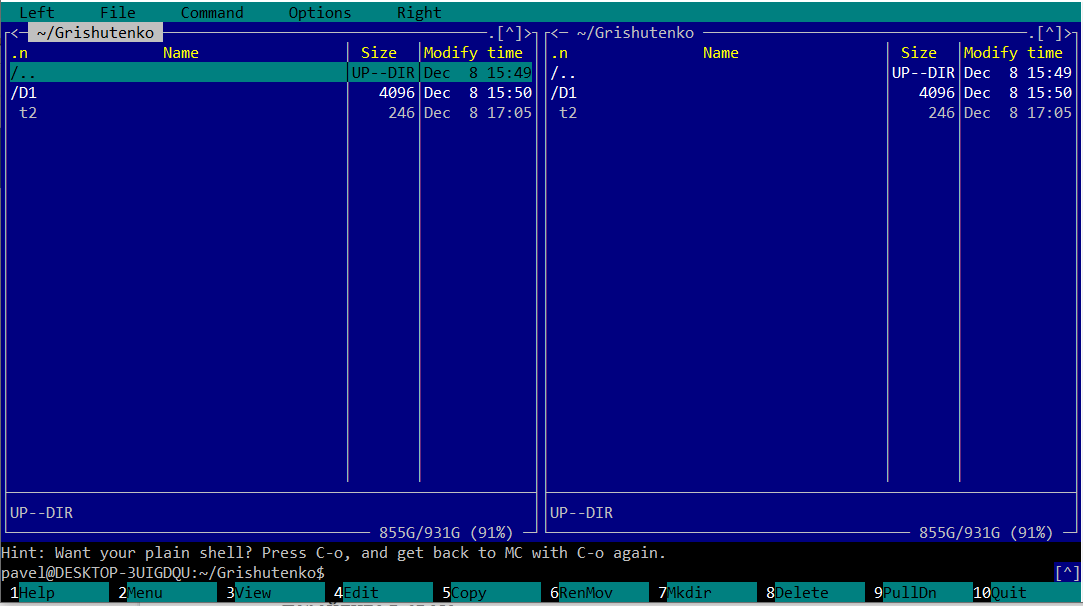 Left File Command Options Right
<─ ~/Grishutenko .[^]> <─ ~/Grishutenko .[^]>
.n Name Size Modify time .n Name Size Modify time
/.. UP--DIR Dec 8 15:49 /.. UP--DIR Dec 8 15:49
/D1 4096 Dec 8 15:50 /D1 4096 Dec 8 15:50
t2 246 Dec 8 17:05 t2 246 Dec 8 17:05
UP--DIR UP--DIR
855G/931G (91%) 855G/931G (91%)
Hint: Want your plain shell? Press C-o, and get back to MC with C-o again.
pavel@DESKTOP-3UIGDQU:~/Grishutenko$ [^]
1Help 2Menu 3View 4Edit 5Copy 6RenMov 7Mkdir 8Delete 9PullDn 10Quit